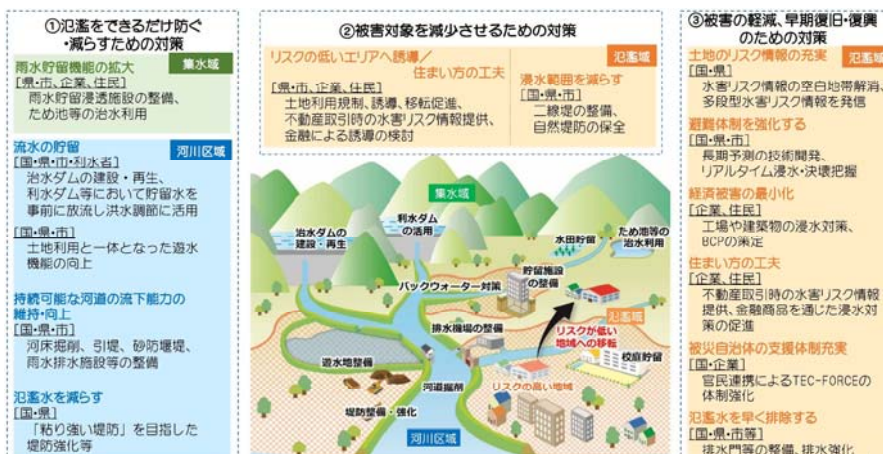 ①氾濫をできるだけ防ぐ
・減らすための対策
集水域
雨水貯留機能の拡大
[県・市、企業、住民]
雨水貯留浸透施設の整備、
ため池等の治水利用
河川区域
流水の貯留
[国・県・市・利水者]
治水ダムの建設・再生、
利水ダム等において貯留水を
事前に放流し洪水調節に活用
[国・県・市]
土地利用と一体となった遊水
機能の向上
持続可能な河道の流下能力の
維持・向上
[国・県・市]
河床掘削、引堤、砂防堰堤、
雨水排水施設等の整備
氾濫水を減らす
[国・県]
「粘り強い堤防」を目指した
堤防強化等
②被害対象を減少させるための対策
リスクの低いエリアへ誘導／
住まい方の工夫
[県・市、企業、住民]
土地利用規制、誘導、移転促進、
不動産取引時の水害リスク情報提供、
金融による誘導の検討
氾濫域
浸水範囲を減らす
[国・県・市]
二線堤の整備、
自然堤防の保全
集水域
治水ダムの
建設・再生
利水ダム
の活用
水田貯留
ため池等の
治水利用
貯留施設
の整備
バックウォーター対策
氾濫域
排水機場の整備
リスクが低い
地域への移転
校庭貯留
遊水地整備
河道掘削
リスクの高い地域
堤防整備・強化
河川区域
③被害の軽減、早期復旧・復興
のための対策
土地のリスク情報の充実
氾濫域
[国・県]
水害リスク情報の空白地帯解消、
多段型水害リスク情報を発信
避難体制を強化する
[国・県・市]
長期予測の技術開発、
リアルタイム浸水・決壊把握
経済被害の最小化
[企業、住民]
工場や建築物の浸水対策、
BCPの策定
住まい方の工夫
[企業、住民]
不動産取引時の水害リスク情報
提供、金融商品を通じた浸水対
策の促進
被災自治体の支援体制充実
[国・企業]
官民連携によるTEC-FORCEの
体制強化
氾濫水を早く排除する
[国・県・市等]
排水門等の整備、排水強化